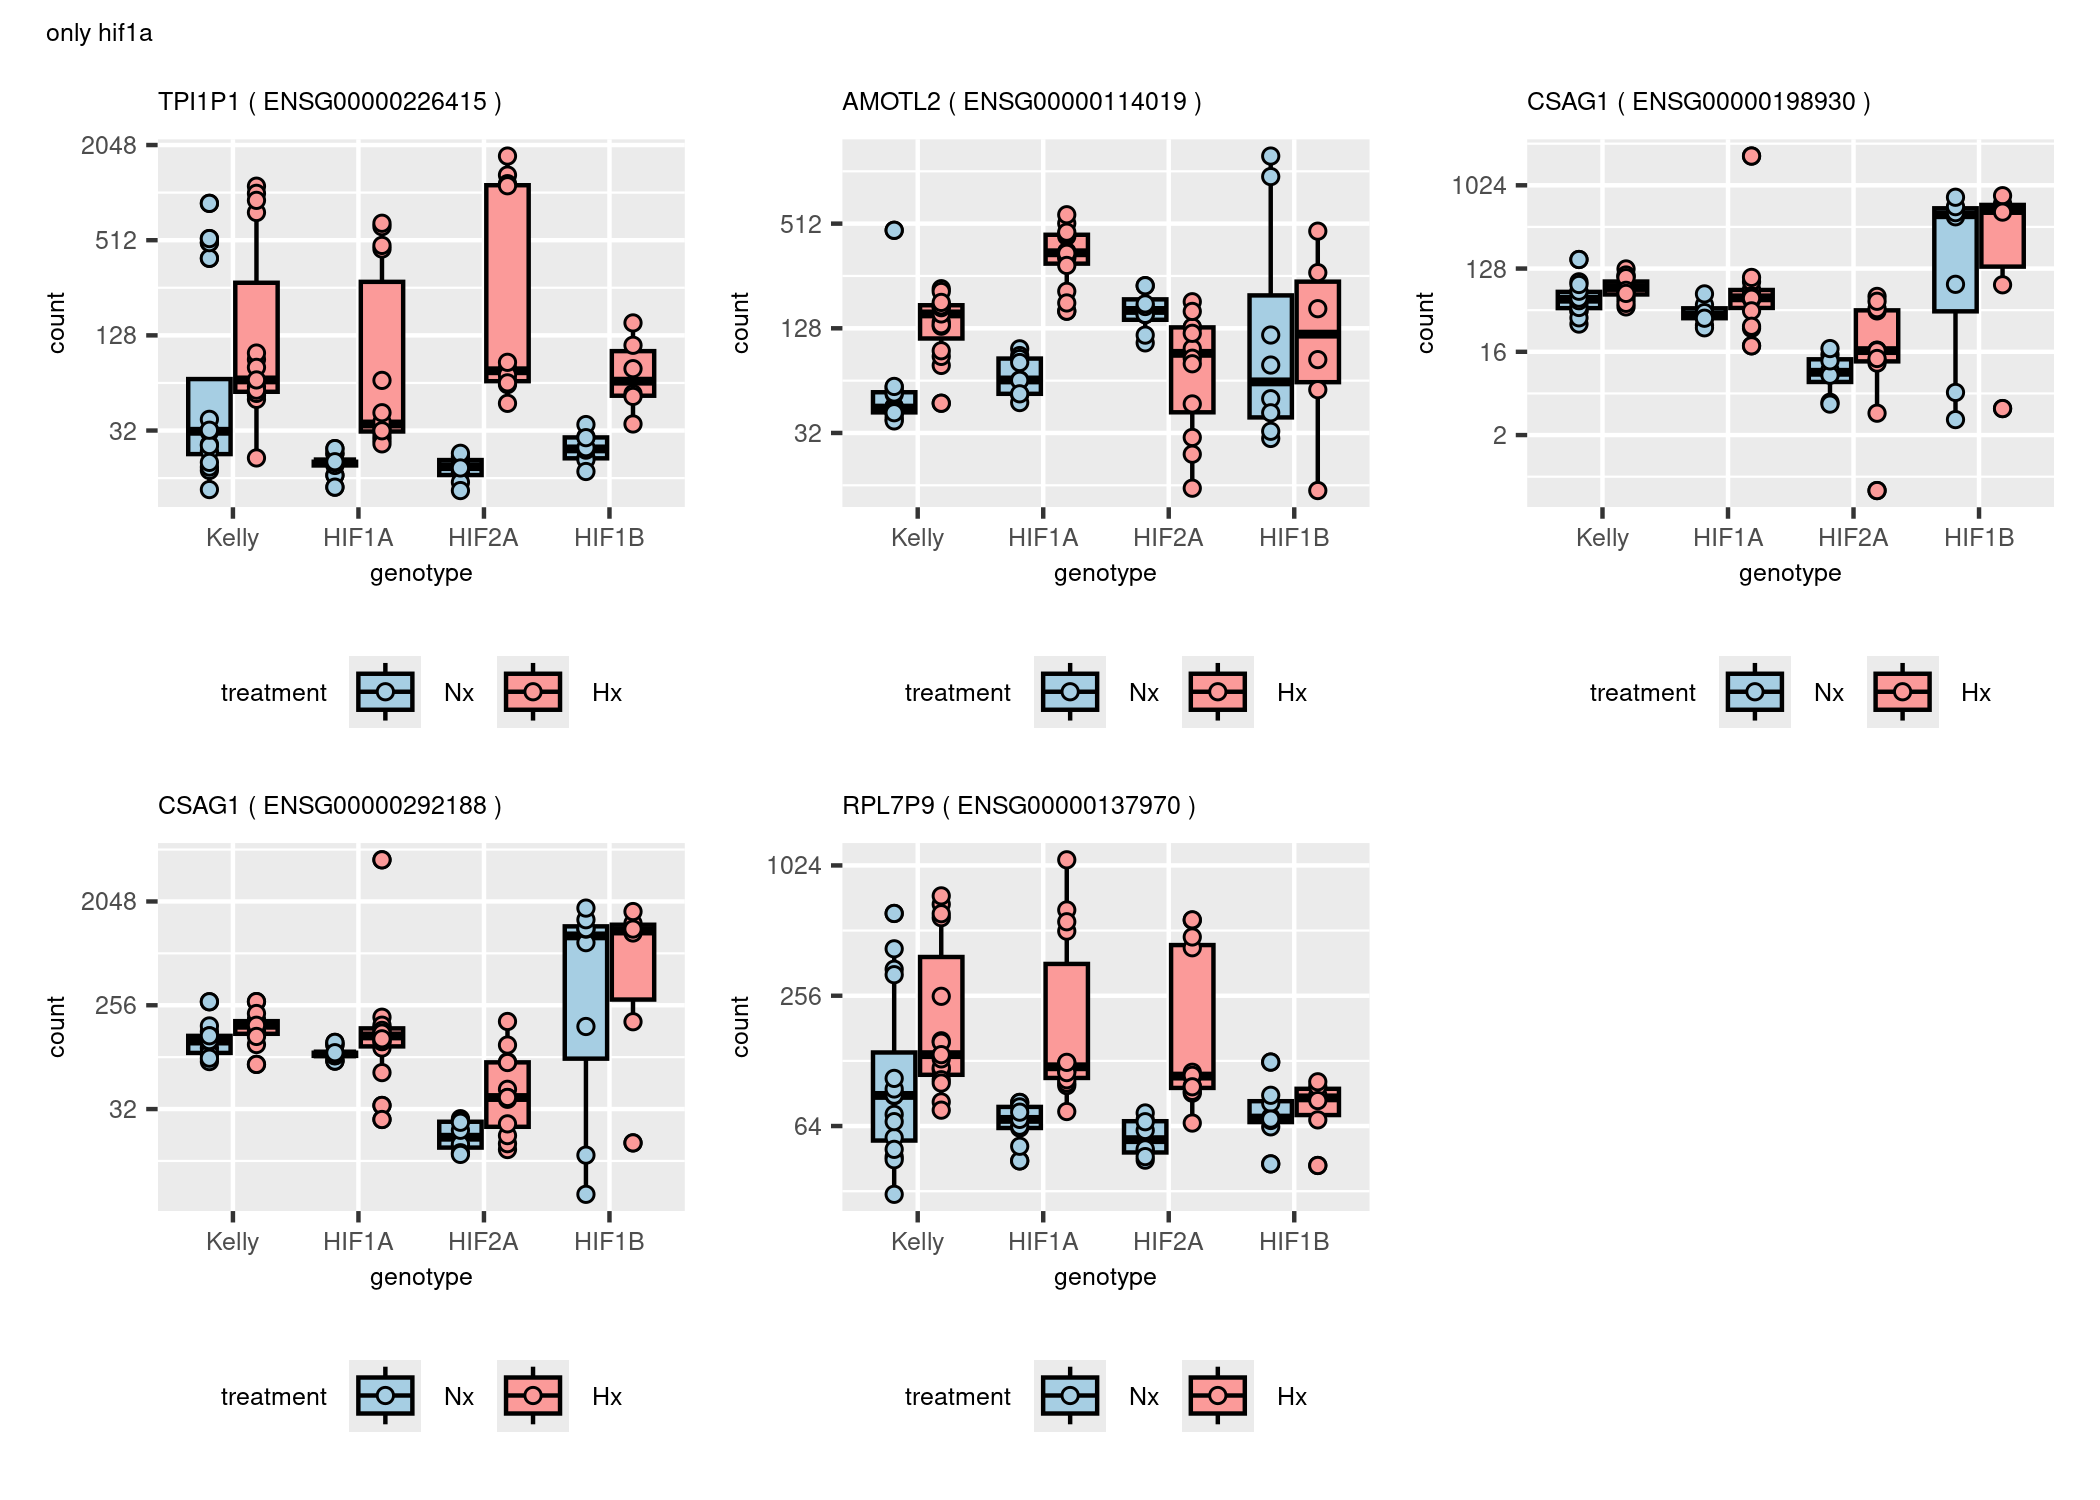 only hif1a
TPI1P1 ( ENSG00000226415 )
2048
512
128
32
count
Kelly HIF1A HIF2A HIF1B
genotype
treatment Nx Hx
AMOTL2 ( ENSG00000114019 )
512
128
32
count
Kelly HIF1A HIF2A HIF1B
genotype
treatment Nx Hx
CSAG1 ( ENSG00000198930 )
1024
128
16
2
count
Kelly HIF1A HIF2A HIF1B
genotype
treatment Nx Hx
CSAG1 ( ENSG00000292188 )
2048
256
32
count
Kelly HIF1A HIF2A HIF1B
genotype
treatment Nx Hx
RPL7P9 ( ENSG00000137970 )
1024
256
64
count
Kelly HIF1A HIF2A HIF1B
genotype
treatment Nx Hx